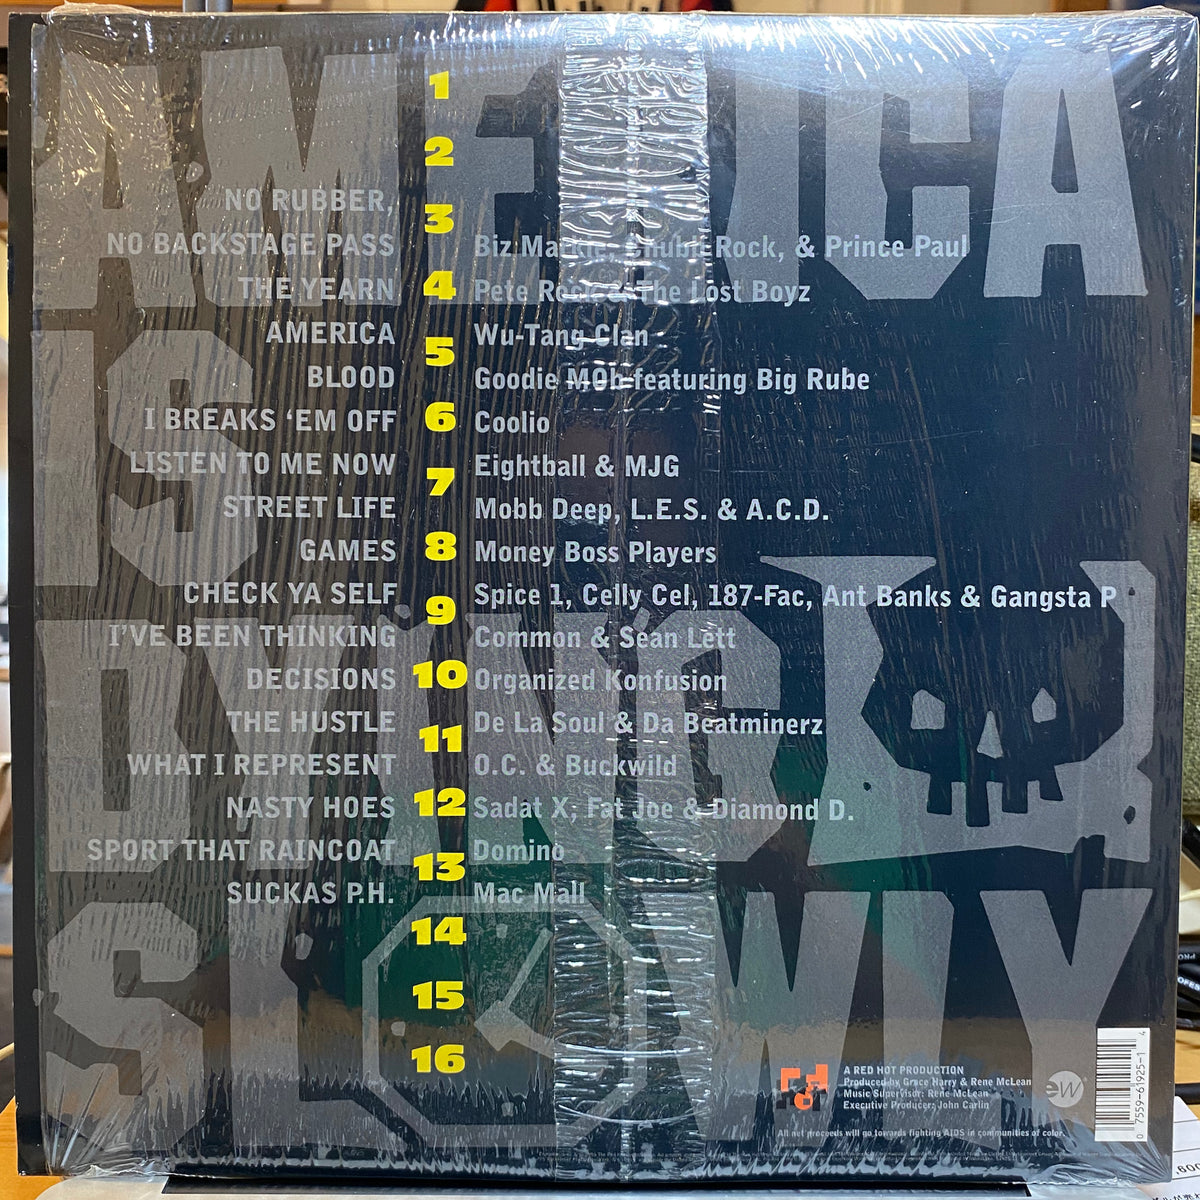 AMERICA
IS
DYING
SLOWLY
1
2
3
4
5
6
7
8
9
10
11
12
13
14
15
16
NO RUBBER,
NO BACKSTAGE PASS Biz Markie, Chubb Rock, & Prince Paul
THE YEARN Pete Rock & The Lost Boyz
AMERICA Wu-Tang Clan
BLOOD Goodie MOb featuring Big Rube
I BREAKS ‘EM OFF Coolio
LISTEN TO ME NOW Eightball & MJG
STREET LIFE Mobb Deep, L.E.S. & A.C.D.
GAMES Money Boss Players
CHECK YA SELF Spice 1, Celly Cel, 187-Fac, Ant Banks & Gangsta P
I’VE BEEN THINKING Common & Sean Lett
DECISIONS Organized Konfusion
THE HUSTLE De La Soul & Da Beatminerz
WHAT I REPRESENT O.C. & Buckwild
NASTY HOES Sadat X, Fat Joe & Diamond D.
SPORT THAT RAINCOAT Domino
SUCKAS P.H. Mac Mall
A RED HOT PRODUCTION
Produced by Grace Harry & Rene McLean
Music Supervisor: Rene McLean
Executive Producer: John Carlin
All net proceeds will go towards fighting AIDS in communities of color.
ew
0 7559-61925-1 4